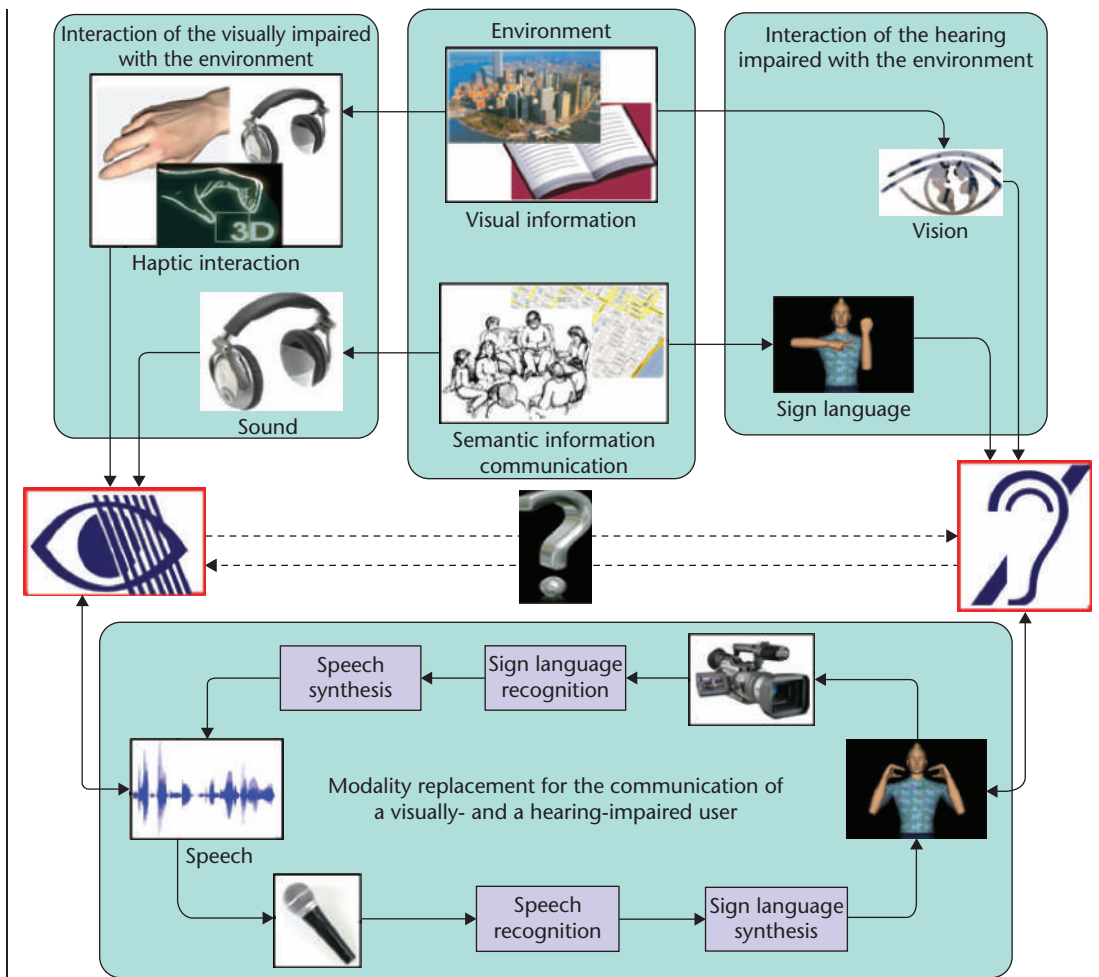 Interaction of the visually impaired
with the environment
Haptic interaction
3D
Sound
Environment
Visual information
Semantic information
communication
Interaction of the hearing
impaired with the environment
Vision
Sign language
?
Speech
synthesis
Sign language
recognition
Modality replacement for the communication of
a visually- and a hearing-impaired user
Speech
Speech
recognition
Sign language
synthesis